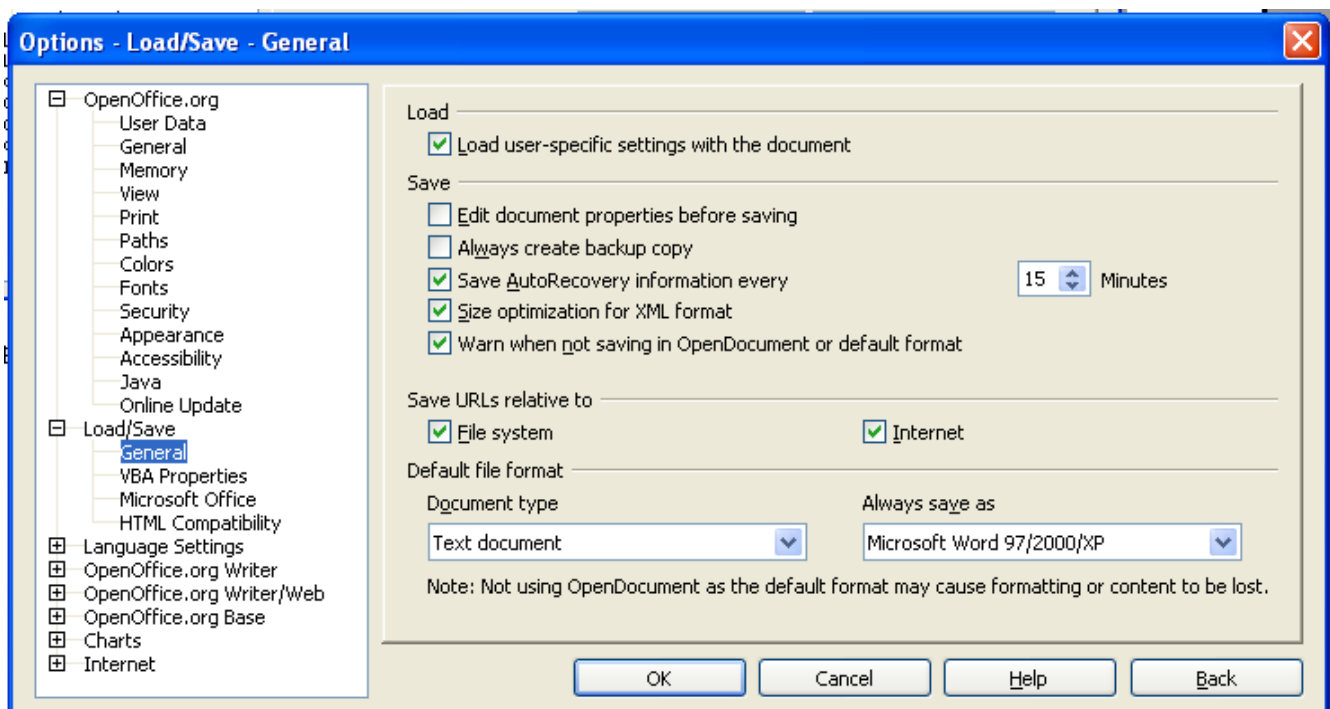 Options - Load/Save - General
OpenOffice.org
User Data
General
Memory
View
Print
Paths
Colors
Fonts
Security
Appearance
Accessibility
Java
Online Update
Load/Save
General
VBA Properties
Microsoft Office
HTML Compatibility
Language Settings
OpenOffice.org Writer
OpenOffice.org Writer/Web
OpenOffice.org Base
Charts
Internet
Load
Load user-specific settings with the document
Save
Edit document properties before saving
Always create backup copy
Save AutoRecovery information every 15 Minutes
Size optimization for XML format
Warn when not saving in OpenDocument or default format
Save URLs relative to
File system Internet
Default file format
Document type Always save as
Text document Microsoft Word 97/2000/XP
Note: Not using OpenDocument as the default format may cause formatting or content to be lost.
OK Cancel Help Back